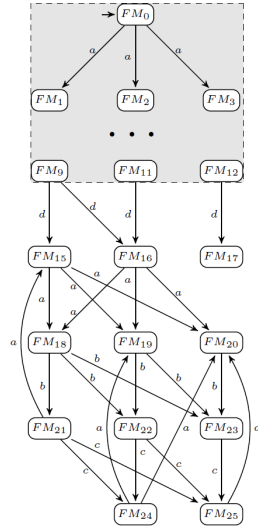 FM0
a a a
FM1 FM2 FM3
• • •
FM9 FM11 FM12
d d d d
FM15 FM16 FM17
a a a a a a
a
FM18 FM19 FM20
b b b b b b
FM21 FM22 FM23
a a a
c c c c c c
FM24 FM25